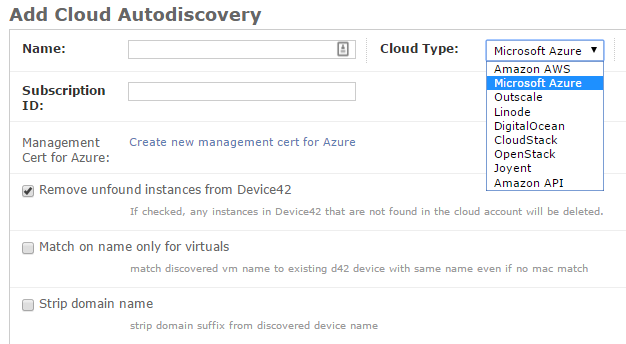 Add Cloud Autodiscovery
Name:
Cloud Type:
Microsoft Azure
Amazon AWS
Microsoft Azure
Outscale
Linode
DigitalOcean
CloudStack
OpenStack
Joyent
Amazon API
Subscription
ID:
Management
Cert for Azure:
Create new management cert for Azure
Remove unfound instances from Device42
If checked, any instances in Device42 that are not found in the cloud account will be deleted.
Match on name only for virtuals
match discovered vm name to existing d42 device with same name even if no mac match
Strip domain name
strip domain suffix from discovered device name